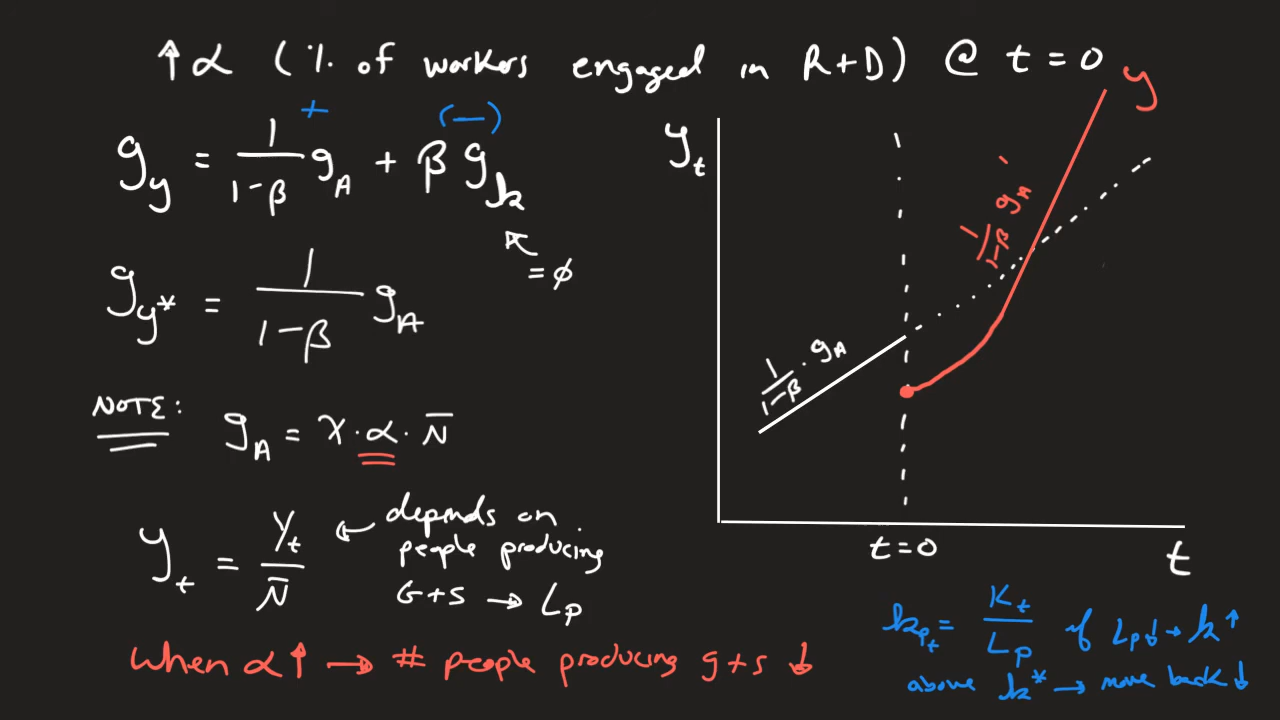 ↑α (% of workers engaged in R+D) @ t=0
+ (—)
g_y = 1/(1-β) g_A + β g_k
= φ
g_y* = 1/(1-β) g_A
NOTE: g_A = χ·α·N̄
y_t = Y_t/N̄
depends on
people producing
G+S → L_p
When α↑ → # people producing g+s ↓
y
y_t
1/(1-β) g_A'
1/(1-β) · g_A
t=0
t
k_Pt = K_t/L_P if L_P↓ → k↑
above k* → move back ↓